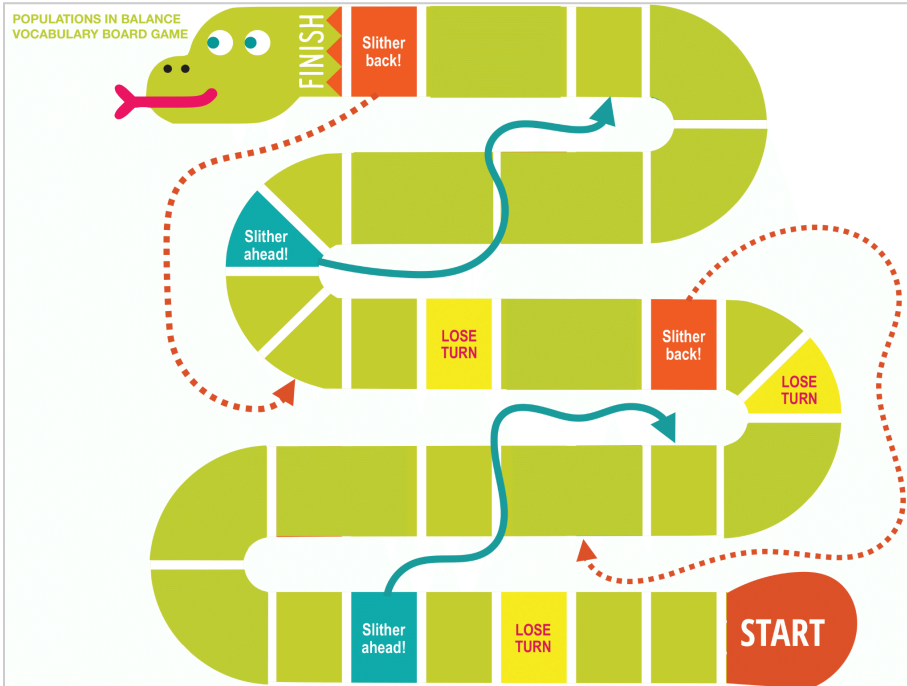 POPULATIONS IN BALANCE
VOCABULARY BOARD GAME
FINISH
Slither
back!
Slither
ahead!
LOSE
TURN
Slither
back!
LOSE
TURN
Slither
ahead!
LOSE
TURN
START